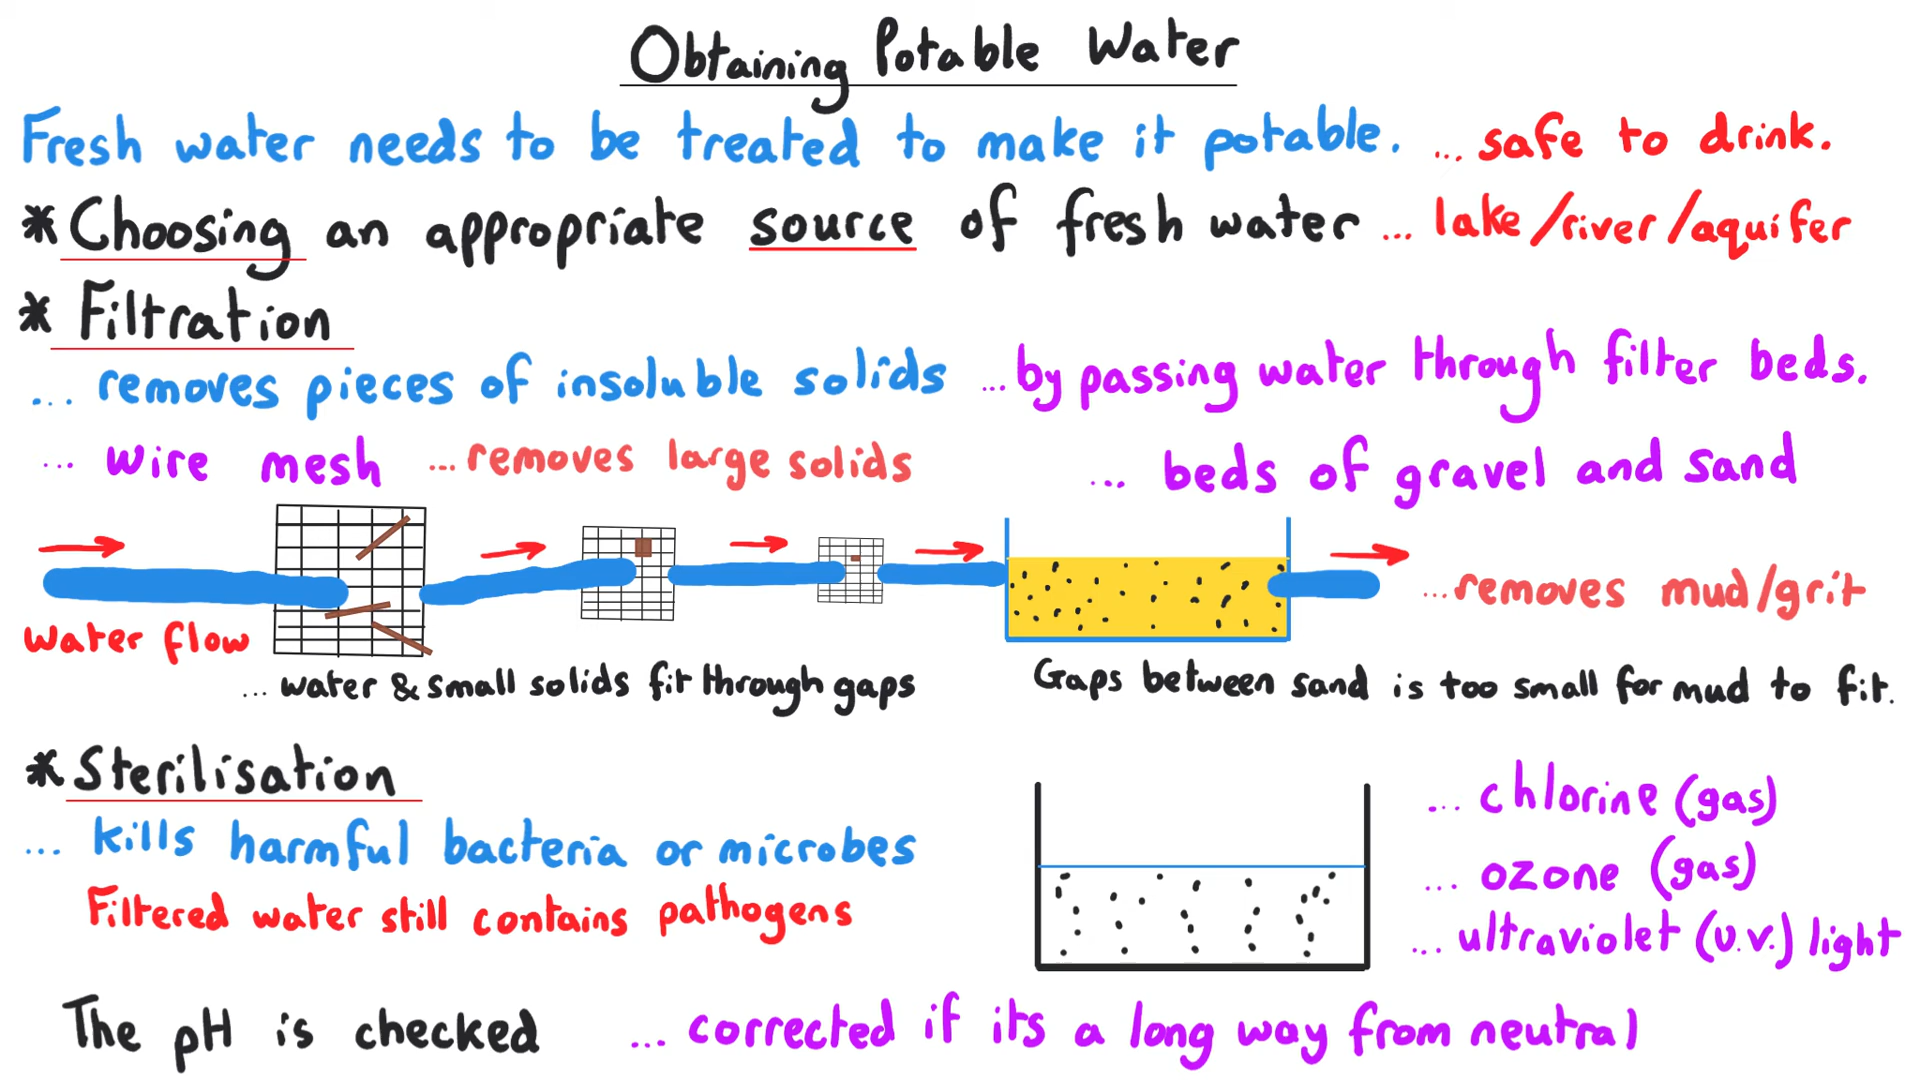 Obtaining Potable Water
Fresh water needs to be treated to make it potable. ... safe to drink.
* Choosing an appropriate source of fresh water ... lake/river/aquifer
* Filtration
... removes pieces of insoluble solids ... by passing water through filter beds.
... wire mesh ... removes large solids ... beds of gravel and sand
water flow
... removes mud/grit
... water & small solids fit through gaps
Gaps between sand is too small for mud to fit.
* Sterilisation
... kills harmful bacteria or microbes
Filtered water still contains pathogens
... chlorine (gas)
... ozone (gas)
... ultraviolet (u.v.) light
The pH is checked ... corrected if its a long way from neutral